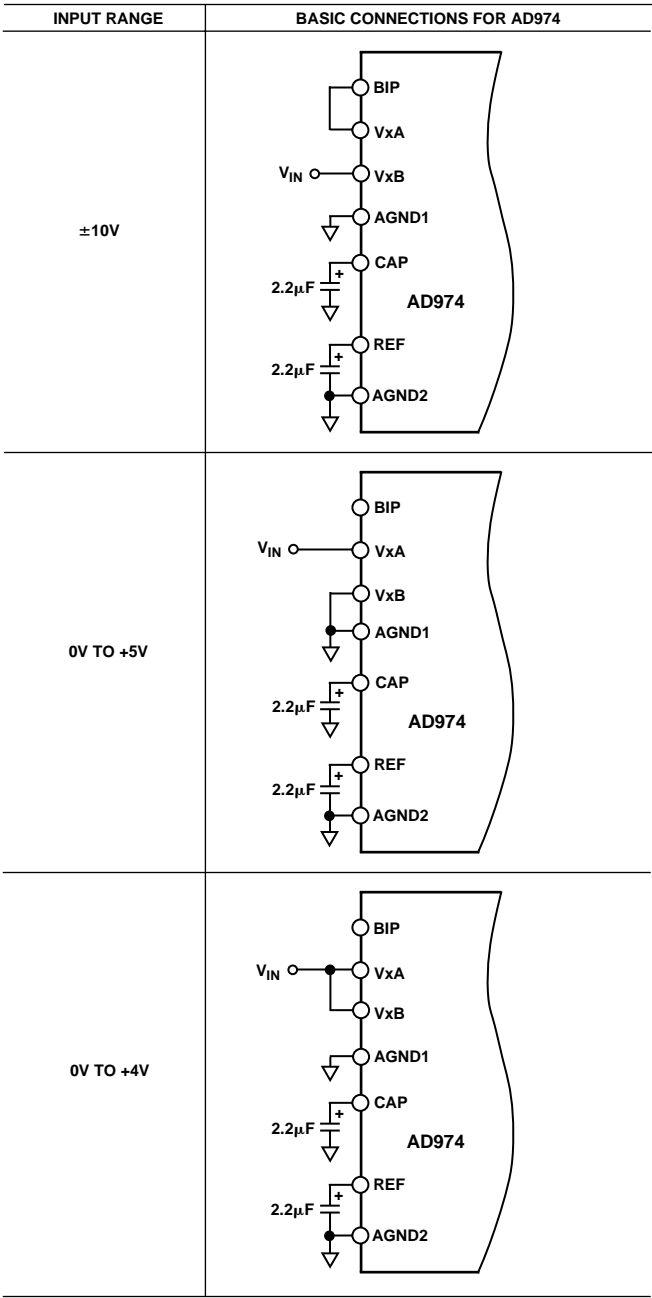 INPUT RANGE BASIC CONNECTIONS FOR AD974
±10V
BIP
VxA
VIN VxB
AGND1
CAP
+
2.2µF
AD974
REF
+
2.2µF
AGND2
0V TO +5V
BIP
VIN VxA
VxB
AGND1
CAP
+
2.2µF
AD974
REF
+
2.2µF
AGND2
0V TO +4V
BIP
VIN VxA
VxB
AGND1
CAP
+
2.2µF
AD974
REF
+
2.2µF
AGND2